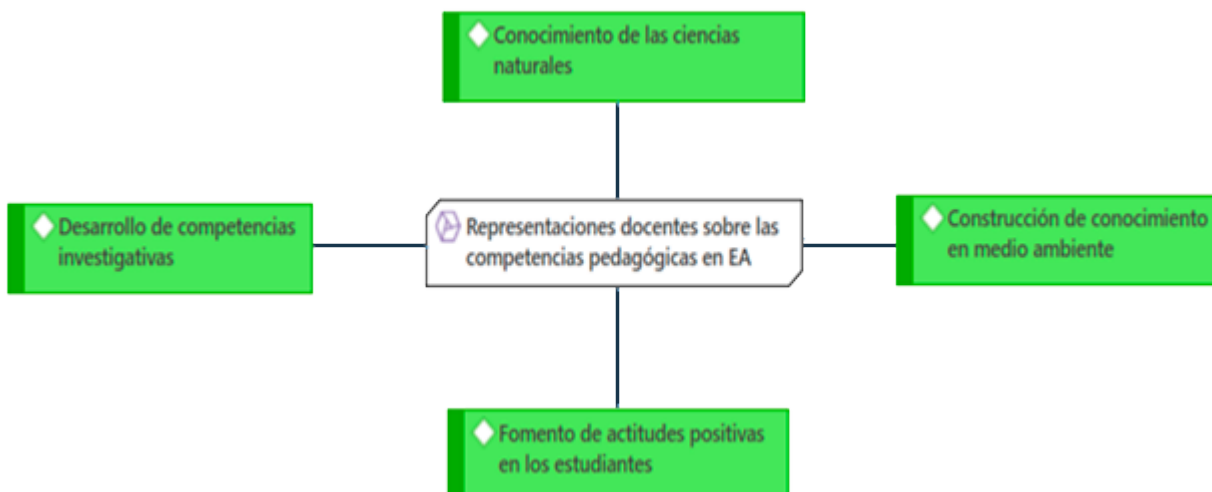 Conocimiento de las ciencias
naturales
Desarrollo de competencias
investigativas
Representaciones docentes sobre las
competencias pedagógicas en EA
Construcción de conocimiento
en medio ambiente
Fomento de actitudes positivas
en los estudiantes